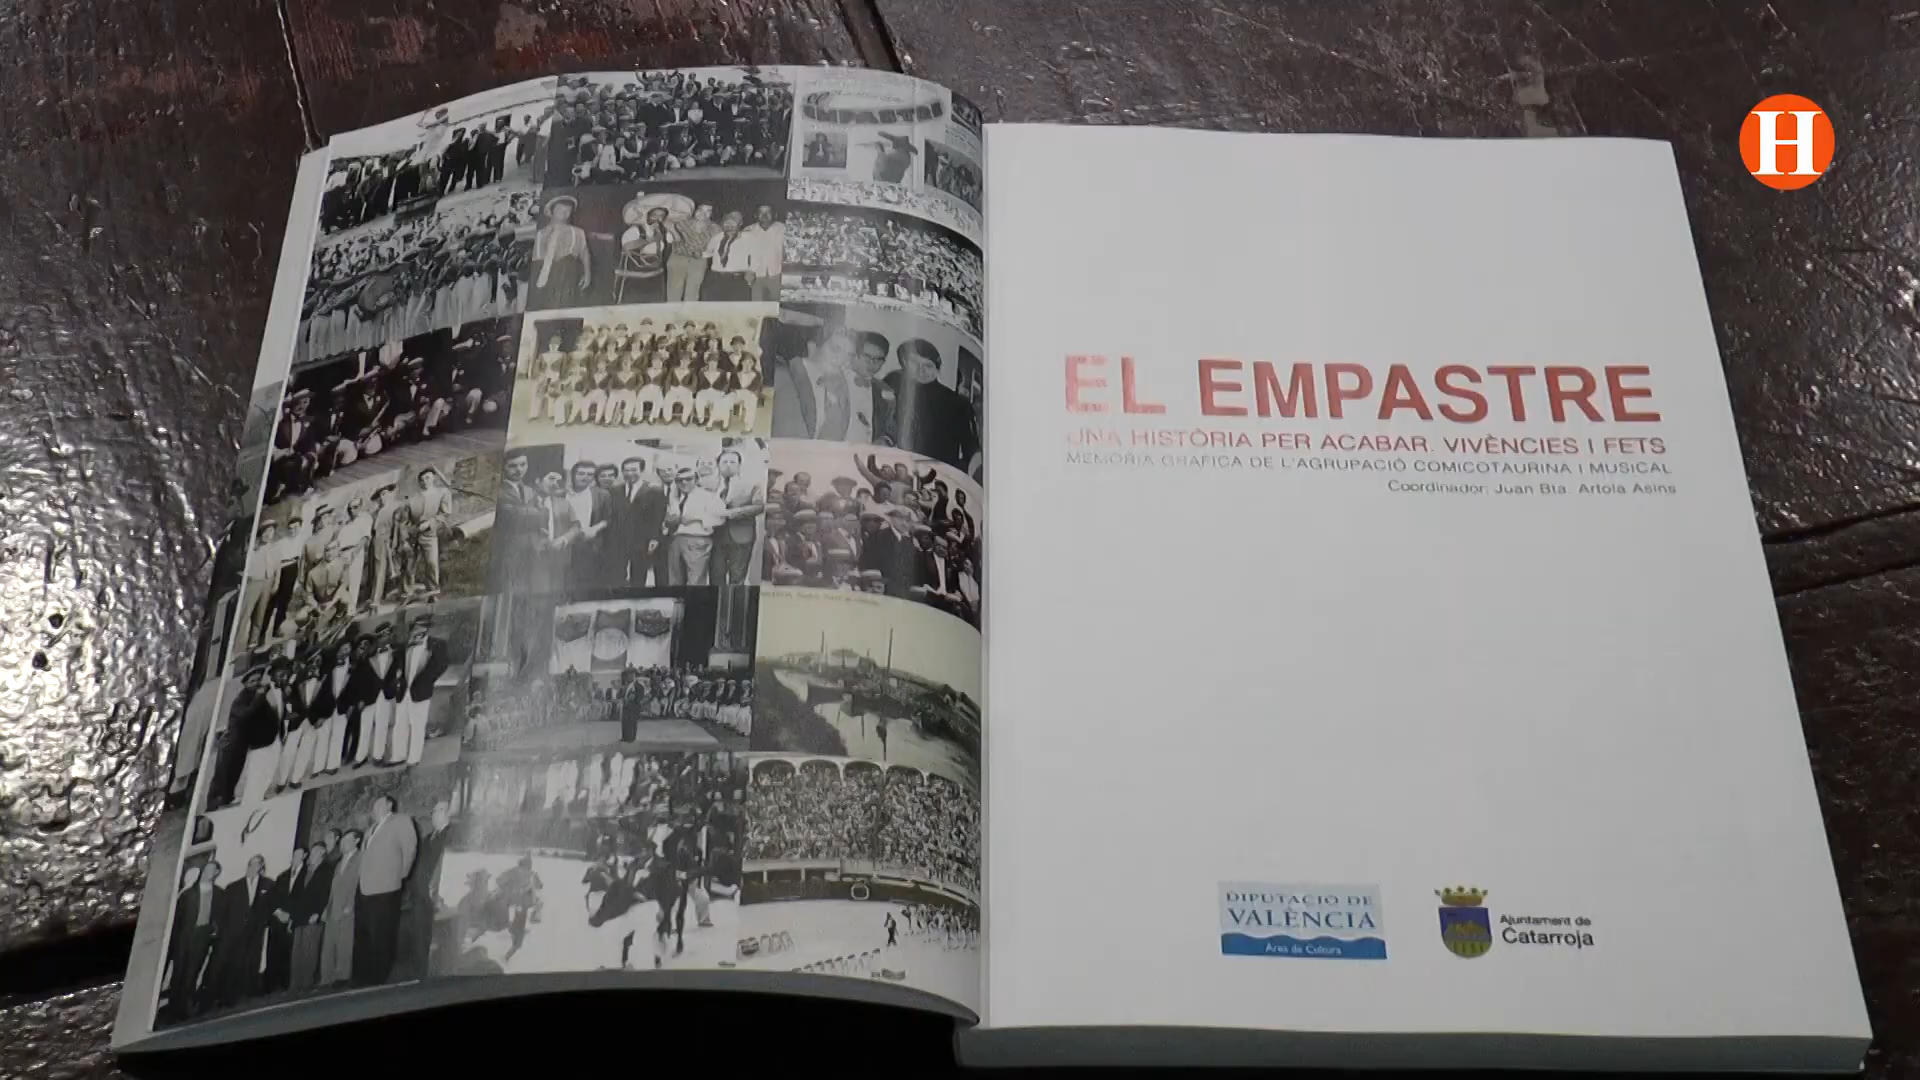 H
EL EMPASTRE
UNA HISTÒRIA PER ACABAR. VIVÈNCIES I FETS
MEMÒRIA GRÀFICA DE L'AGRUPACIÓ COMICOTAURINA I MUSICAL
Coordinador: Juan Bta. Artola Asins
DIPUTACIÓ DE
VALÈNCIA
Àrea de Cultura
Ajuntament de
Catarroja